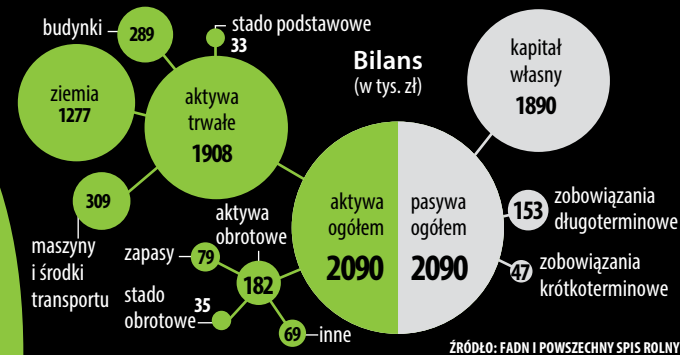 Bilans
(w tys. zł)
budynki
289
stado podstawowe
33
ziemia
1277
aktywa
trwałe
1908
309
maszyny
i środki
transportu
aktywa
obrotowe
182
zapasy
79
stado
obrotowe
35
69
inne
aktywa
ogółem
2090
pasywa
ogółem
2090
kapitał
własny
1890
153
zobowiązania
długoterminowe
47
zobowiązania
krótkoterminowe
ŹRÓDŁO: FADN I POWSZECHNY SPIS ROLNY